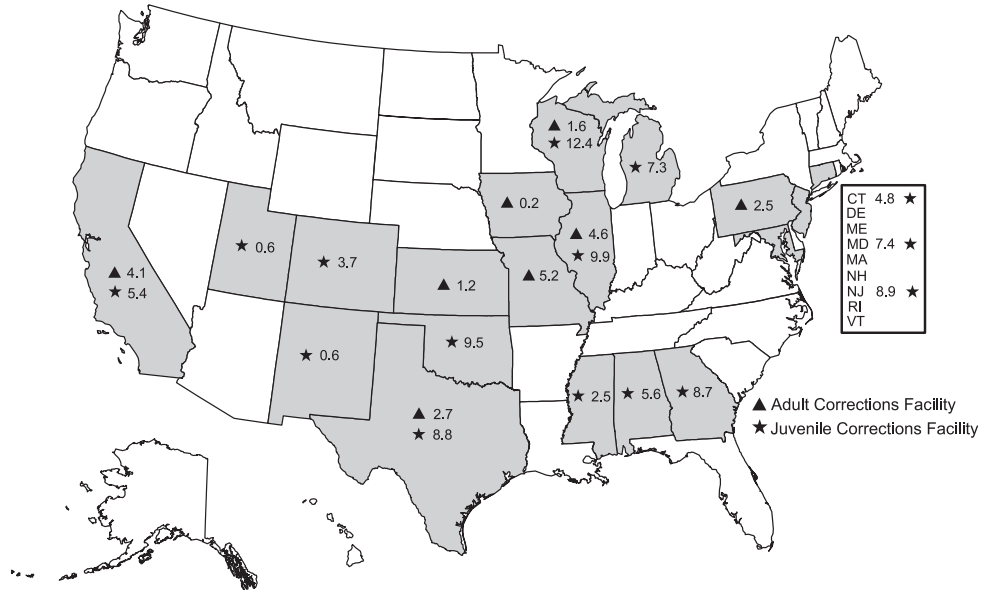 ▲ 1.6
★ 12.4
★ 7.3
▲ 0.2
▲ 2.5
▲ 4.6
★ 9.9
★ 0.6
★ 3.7
▲ 4.1
★ 5.4
▲ 1.2
▲ 5.2
★ 0.6
★ 9.5
▲ 2.7
★ 8.8
★ 2.5
★ 5.6
★ 8.7
CT 4.8 ★
DE
ME
MD 7.4 ★
MA
NH
NJ 8.9 ★
RI
VT
▲ Adult Corrections Facility
★ Juvenile Corrections Facility